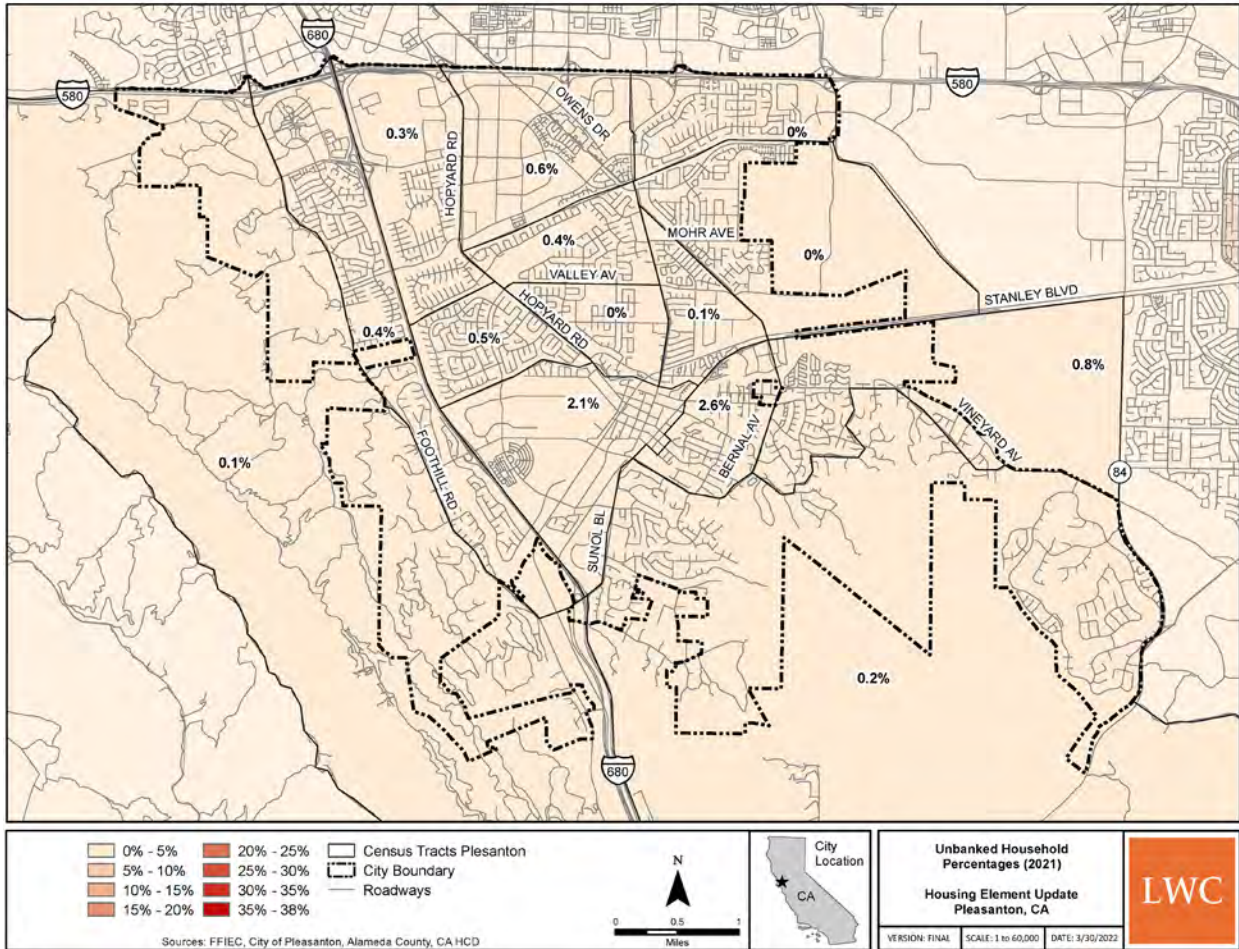 680
580
580
OWENS DR
0.3%
HOPYARD RD
0%
0.6%
MOHR AVE
0.4%
0%
VALLEY AV
STANLEY BLVD
HOPYARD RD
0%
0.1%
0.4%
0.5%
0.8%
2.1%
2.6%
BERNAL AV
VINEYARD AV
FOOTHILL RD
0.1%
84
SUNOL BL
0.2%
680
0% - 5%
5% - 10%
10% - 15%
15% - 20%
20% - 25%
25% - 30%
30% - 35%
35% - 38%
Census Tracts Plesanton
City Boundary
Roadways
Sources: FFIEC, City of Pleasanton, Alameda County, CA HCD
N
0 0.5 1
Miles
City
Location
CA
Unbanked Household
Percentages (2021)
Housing Element Update
Pleasanton, CA
VERSION: FINAL SCALE: 1 to 60,000 DATE: 3/30/2022
LWC